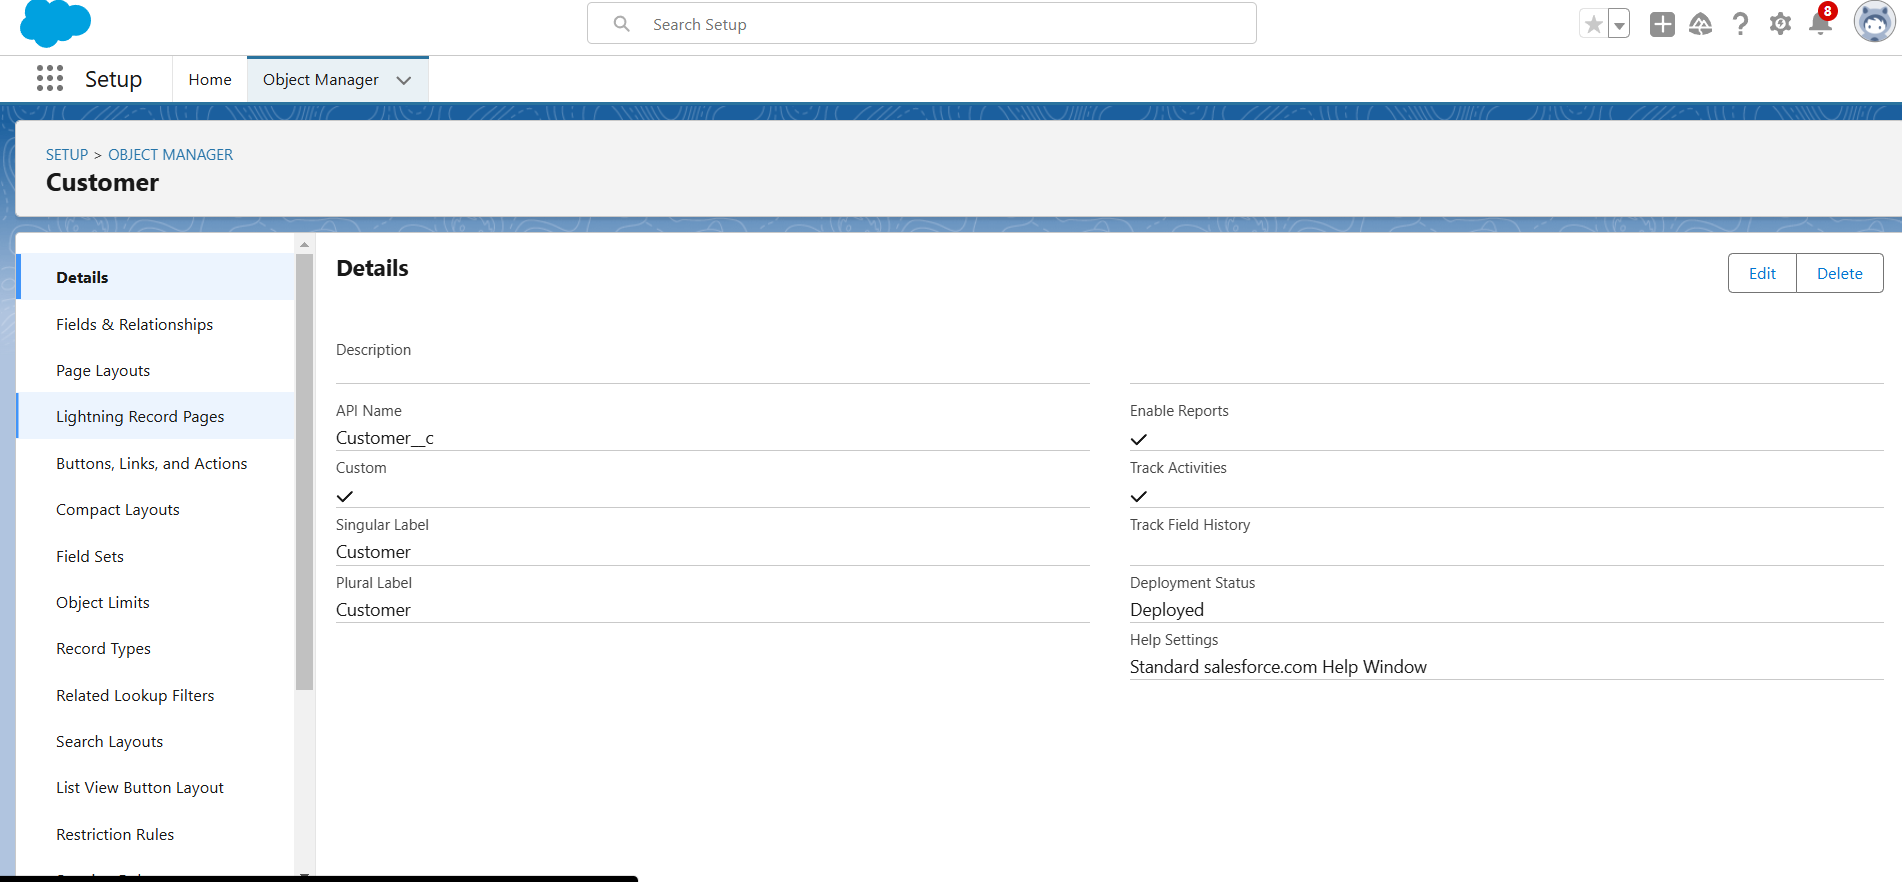 Search Setup
8
Setup
Home
Object Manager
SETUP > OBJECT MANAGER
Customer
Details
Fields & Relationships
Page Layouts
Lightning Record Pages
Buttons, Links, and Actions
Compact Layouts
Field Sets
Object Limits
Record Types
Related Lookup Filters
Search Layouts
List View Button Layout
Restriction Rules
Details
Edit
Delete
Description
API Name
Customer__c
Custom
Singular Label
Customer
Plural Label
Customer
Enable Reports
Track Activities
Track Field History
Deployment Status
Deployed
Help Settings
Standard salesforce.com Help Window